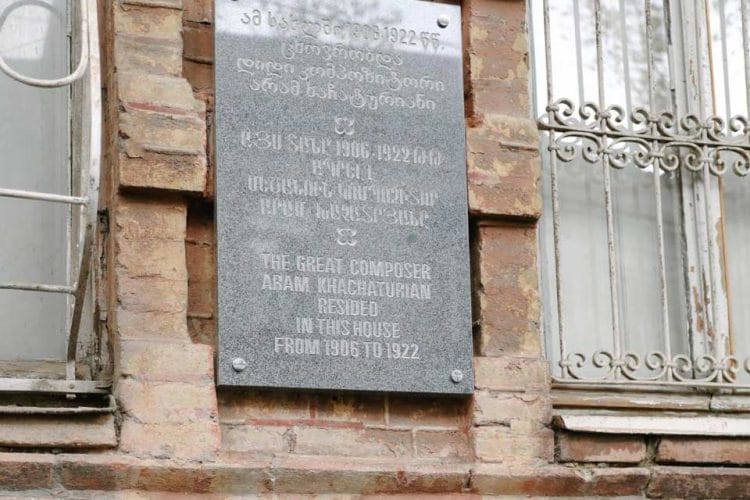 ამ სახლში 1906-1922 წწ.
ცხოვრობდა
დიდი კომპოზიტორი
არამ ხაჩატურიანი
ԱՅՍ ՏԱՆԸ 1906-1922 ԹԹ
ԱՊՐԵԼ Է
ԱՐԱՄ ԽԱՉԱՏՐՅԱՆԸ
THE GREAT COMPOSER
ARAM KHACHATURIAN
RESIDED
IN THIS HOUSE
FROM 1906 TO 1922